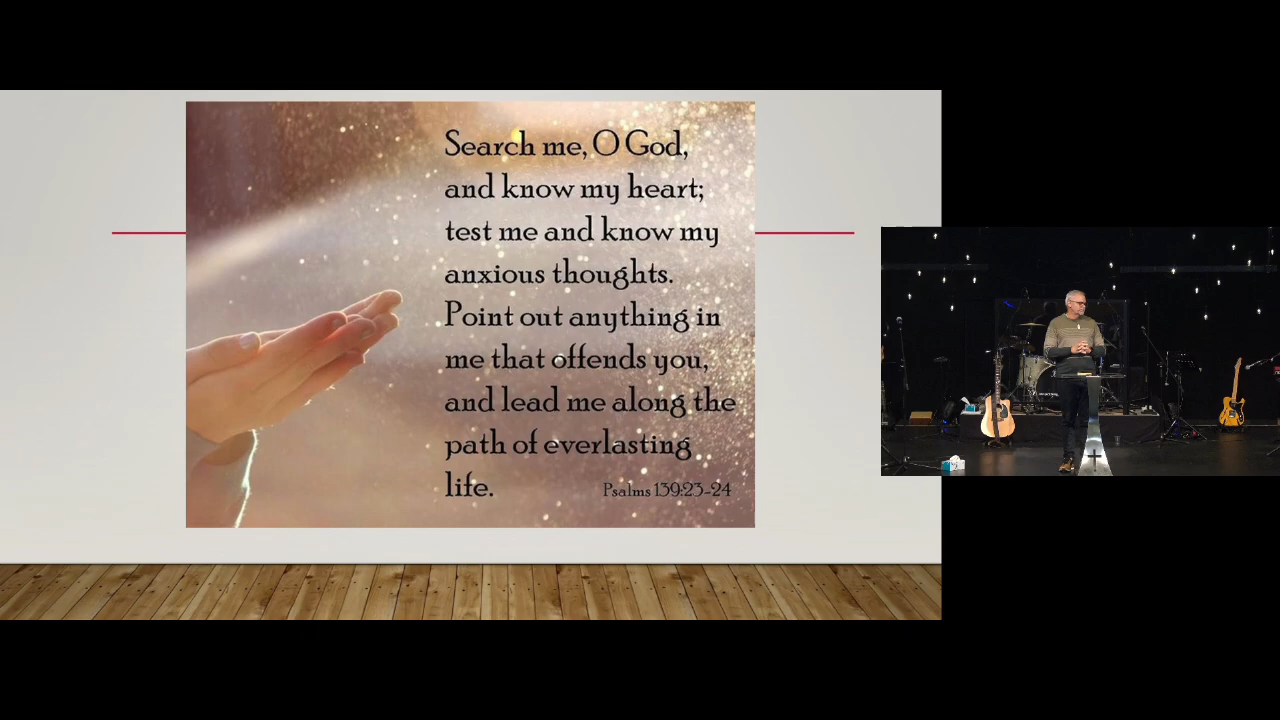 Search me, O God,
and know my heart;
test me and know my
anxious thoughts.
Point out anything in
me that offends you,
and lead me along the
path of everlasting
life.
Psalms 139:23-24